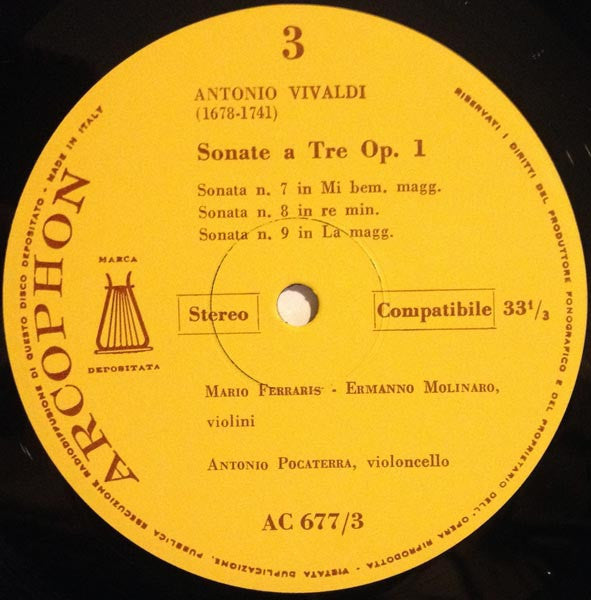 3
ANTONIO VIVALDI
(1678-1741)
Sonate a Tre Op. 1
Sonata n. 7 in Mi bem. magg.
Sonata n. 8 in re min.
Sonata n. 9 in La magg.
ARCOPHON
MARCA
DEPOSITATA
Stereo
Compatibile 33 1/3
MARIO FERRARIS - ERMANNO MOLINARO,
violini
ANTONIO POCATERRA, violoncello
AC 677/3
RISERVATI I DIRITTI DEL PRODUTTORE FONOGRAFICO E DEL PROPRIETARIO DELL'OPERA RIPRODOTTA - VIETATA DUPLICAZIONE, PUBBLICA ESECUZIONE RADIODIFFUSIONE DI QUESTO DISCO DEPOSITATO - MADE IN ITALY